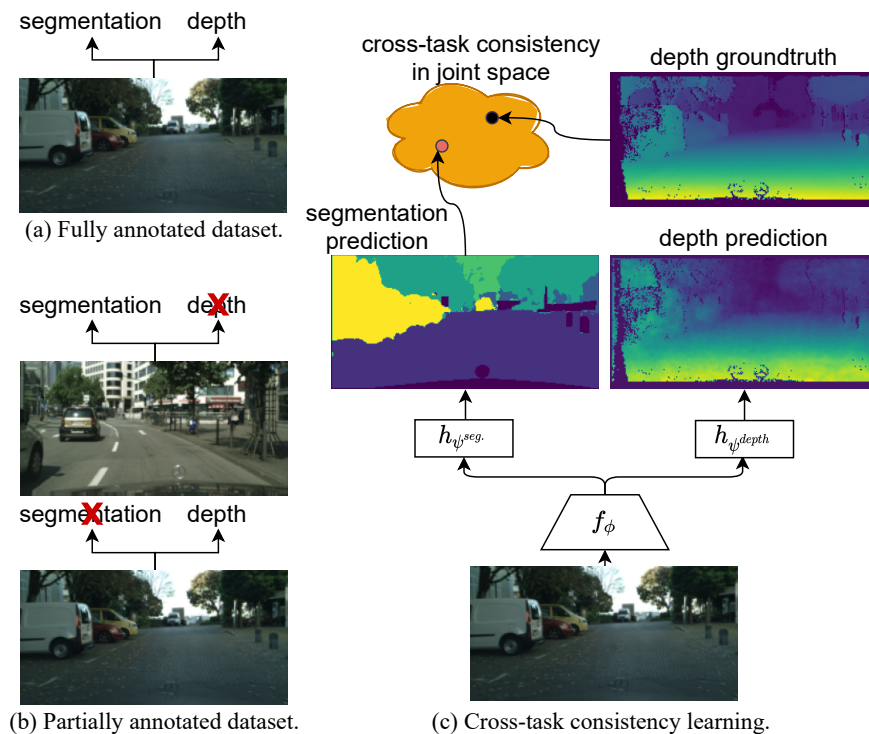 segmentation depth
(a) Fully annotated dataset.
segmentation depth
segmentation depth
(b) Partially annotated dataset.
cross-task consistency
in joint space
depth groundtruth
segmentation
prediction
depth prediction
h_ψ^seg.
h_ψ^depth
f_ϕ
(c) Cross-task consistency learning.